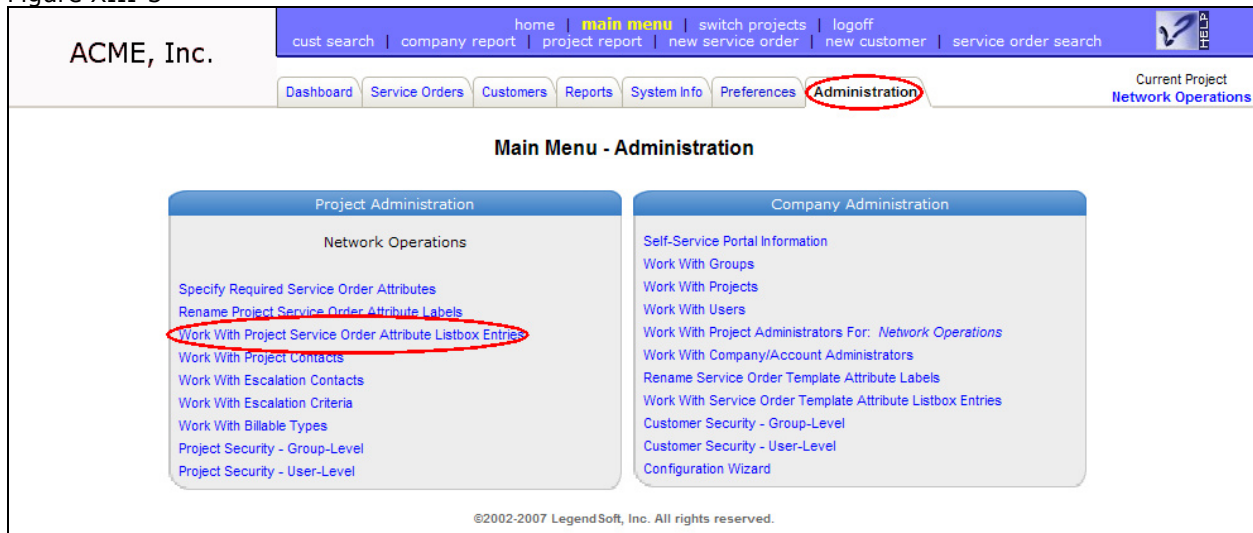 ACME, Inc.
home | main menu | switch projects | logoff
cust search | company report | project report | new service order | new customer | service order search
HELP
Dashboard Service Orders Customers Reports System Info Preferences Administration
Current Project
Network Operations
Main Menu - Administration
Project Administration
Network Operations
Specify Required Service Order Attributes
Rename Project Service Order Attribute Labels
Work With Project Service Order Attribute Listbox Entries
Work With Project Contacts
Work With Escalation Contacts
Work With Escalation Criteria
Work With Billable Types
Project Security - Group-Level
Project Security - User-Level
Company Administration
Self-Service Portal Information
Work With Groups
Work With Projects
Work With Users
Work With Project Administrators For: Network Operations
Work With Company/Account Administrators
Rename Service Order Template Attribute Labels
Work With Service Order Template Attribute Listbox Entries
Customer Security - Group-Level
Customer Security - User-Level
Configuration Wizard
©2002-2007 LegendSoft, Inc. All rights reserved.